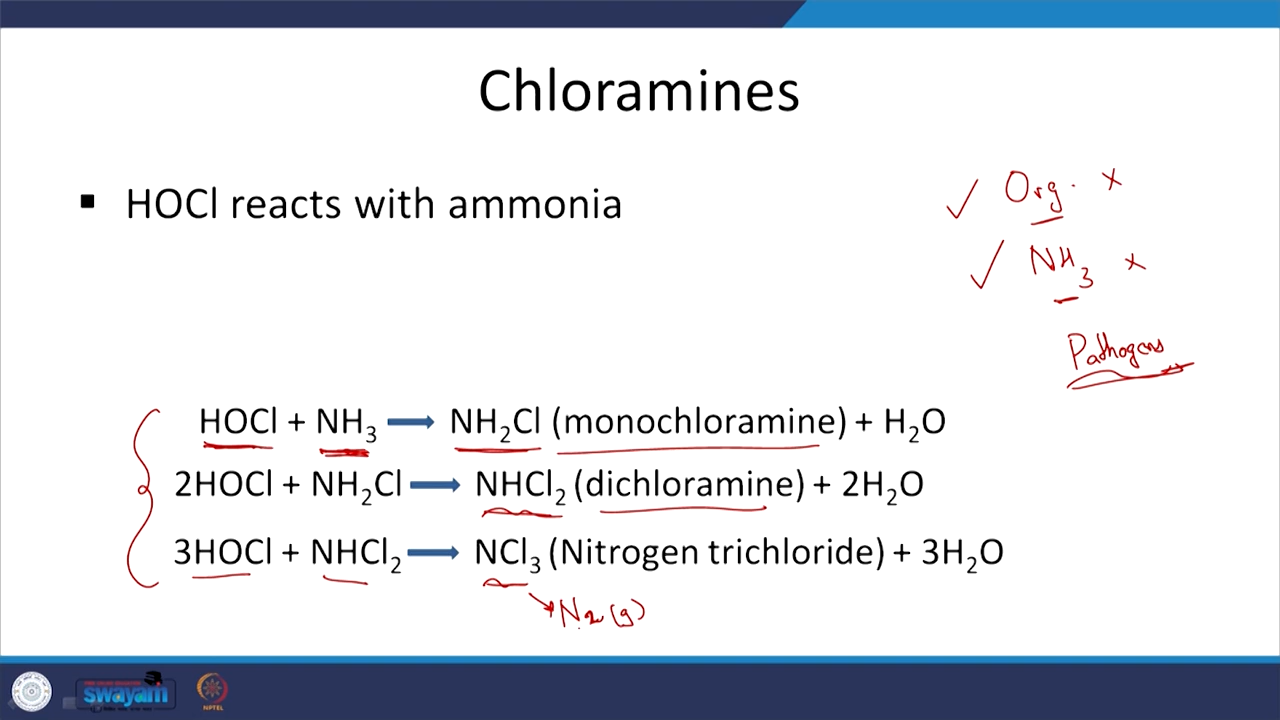 Chloramines
▪ HOCl reacts with ammonia
✓ Org. x
✓ NH₃ x
Pathogens
HOCl + NH₃ → NH₂Cl (monochloramine) + H₂O
2HOCl + NH₂Cl → NHCl₂ (dichloramine) + 2H₂O
3HOCl + NHCl₂ → NCl₃ (Nitrogen trichloride) + 3H₂O
→ N₂(g)
swayam
NPTEL